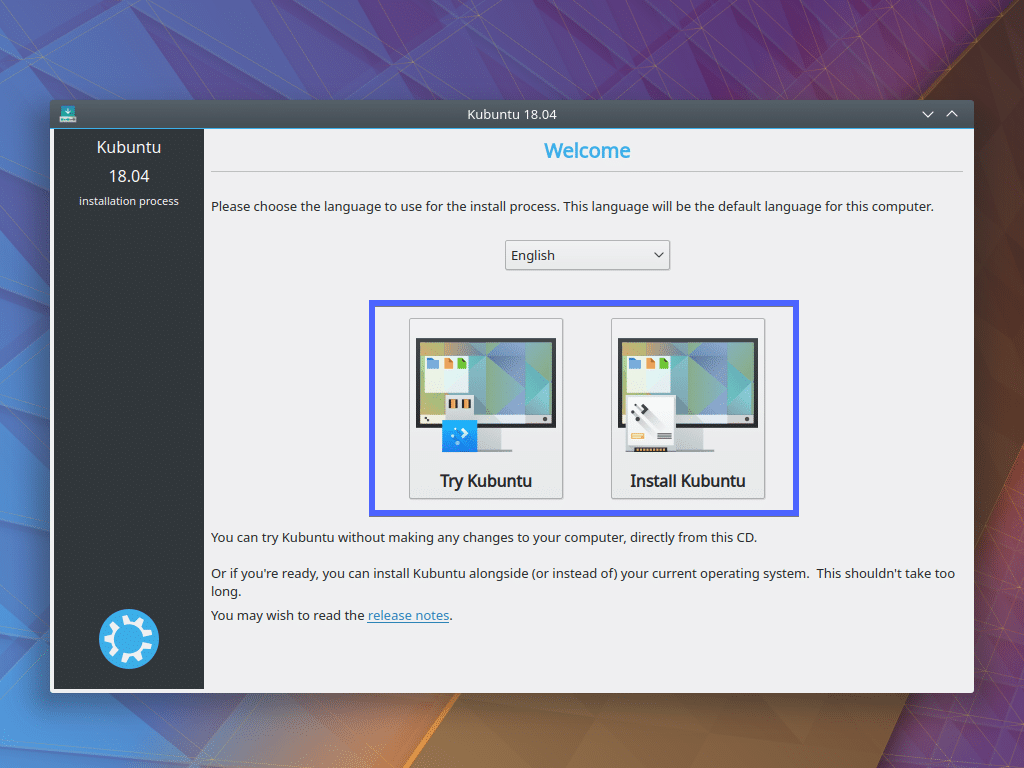 Kubuntu 18.04
Kubuntu
18.04
installation process
Welcome
Please choose the language to use for the install process. This language will be the default language for this computer.
English
Try Kubuntu
Install Kubuntu
You can try Kubuntu without making any changes to your computer, directly from this CD.
Or if you're ready, you can install Kubuntu alongside (or instead of) your current operating system.  This shouldn't take too
long.
You may wish to read the release notes.